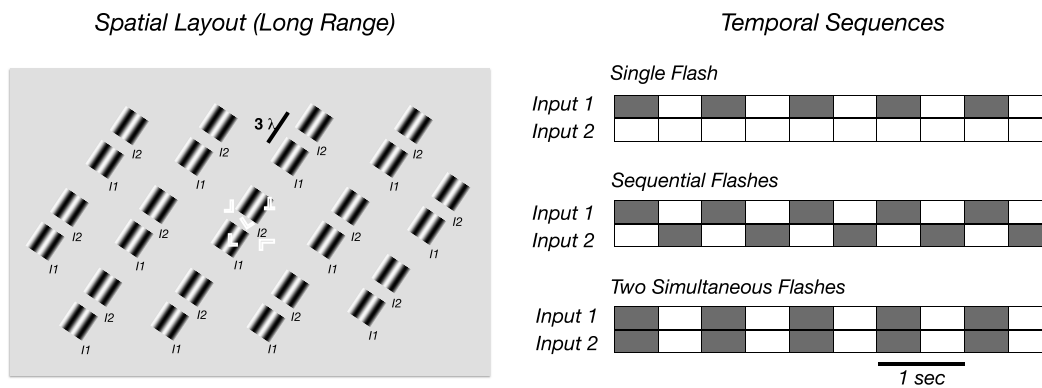 Spatial Layout (Long Range)
3 λ
I2 I2 I2 I2
I1 I1 I1 I1
I2 I2 I2 I2 I2
I1 I1 I1 I1 I1
I2 I2 I2 I2
I1 I1 I1 I1
Temporal Sequences
Single Flash
Input 1
Input 2
Sequential Flashes
Input 1
Input 2
Two Simultaneous Flashes
Input 1
Input 2
1 sec